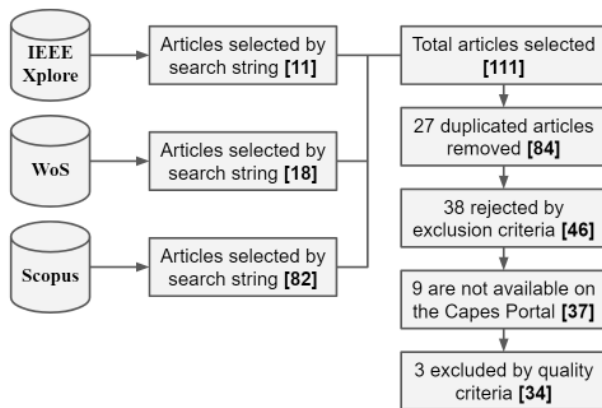 IEEE
Xplore
Articles selected by
search string [11]
Total articles selected
[111]
27 duplicated articles
removed [84]
WoS
Articles selected by
search string [18]
38 rejected by
exclusion criteria [46]
Scopus
Articles selected by
search string [82]
9 are not available on
the Capes Portal [37]
3 excluded by quality
criteria [34]